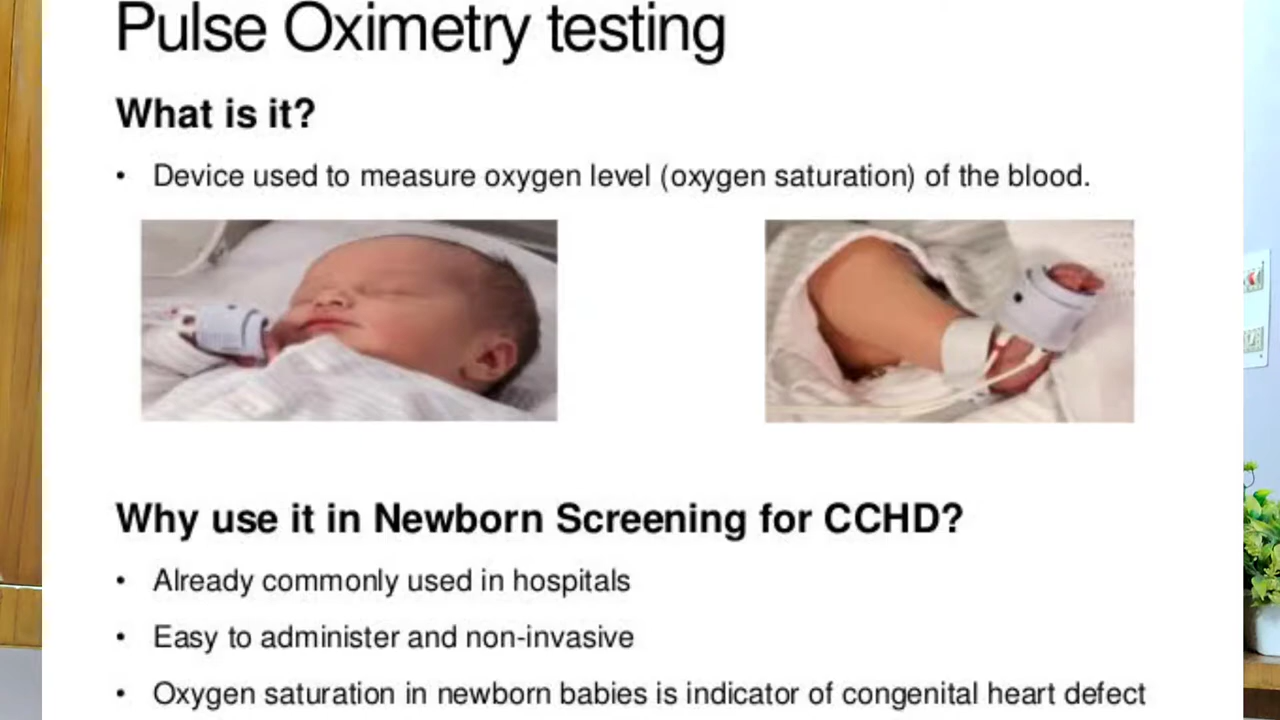 Pulse Oximetry testing
What is it?
• Device used to measure oxygen level (oxygen saturation) of the blood.
Why use it in Newborn Screening for CCHD?
• Already commonly used in hospitals
• Easy to administer and non-invasive
• Oxygen saturation in newborn babies is indicator of congenital heart defect